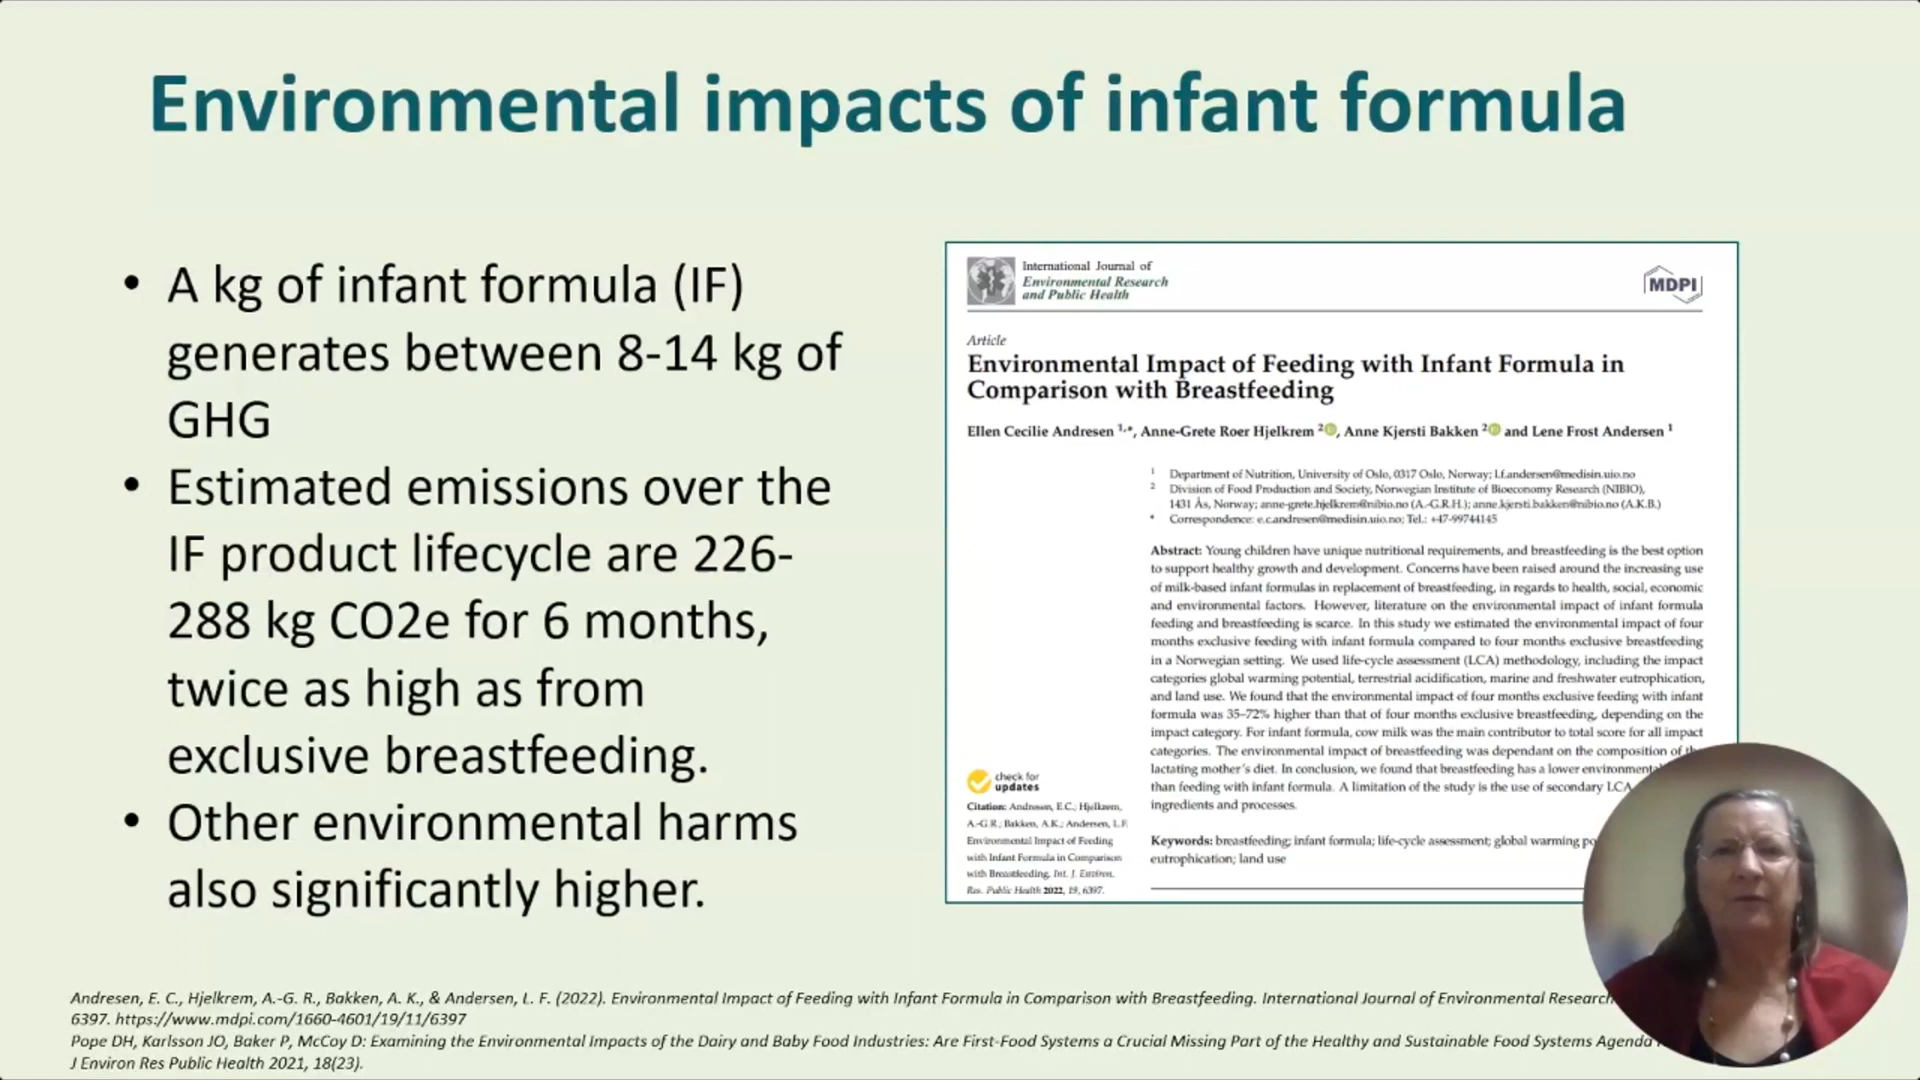 Environmental impacts of infant formula
• A kg of infant formula (IF)
generates between 8-14 kg of
GHG
• Estimated emissions over the
IF product lifecycle are 226-
288 kg CO2e for 6 months,
twice as high as from
exclusive breastfeeding.
• Other environmental harms
also significantly higher.
International Journal of
Environmental Research
and Public Health
MDPI
Article
Environmental Impact of Feeding with Infant Formula in
Comparison with Breastfeeding
Ellen Cecilie Andresen 1,*, Anne-Grete Roer Hjelkrem 2, Anne Kjersti Bakken 2 and Lene Frost Andersen 1
1 Department of Nutrition, University of Oslo, 0317 Oslo, Norway; l.f.andersen@medisin.uio.no
2 Division of Food Production and Society, Norwegian Institute of Bioeconomy Research (NIBIO),
1431 Ås, Norway; anne-grete.hjelkrem@nibio.no (A.-G.R.H.); anne.kjersti.bakken@nibio.no (A.K.B.)
* Correspondence: e.c.andresen@medisin.uio.no; Tel.: +47-99744145
Abstract: Young children have unique nutritional requirements, and breastfeeding is the best option
to support healthy growth and development. Concerns have been raised around the increasing use
of milk-based infant formulas in replacement of breastfeeding, in regards to health, social, economic
and environmental factors. However, literature on the environmental impact of infant formula
feeding and breastfeeding is scarce. In this study we estimated the environmental impact of four
months exclusive feeding with infant formula compared to four months exclusive breastfeeding
in a Norwegian setting. We used life-cycle assessment (LCA) methodology, including the impact
categories global warming potential, terrestrial acidification, marine and freshwater eutrophication,
and land use. We found that the environmental impact of four months exclusive feeding with infant
formula was 35–72% higher than that of four months exclusive breastfeeding, depending on the
impact category. For infant formula, cow milk was the main contributor to total score for all impact
categories. The environmental impact of breastfeeding was dependant on the composition of the
lactating mother's diet. In conclusion, we found that breastfeeding has a lower
than feeding with infant formula. A limitation of the study is the use of secondary LCA
ingredients and processes.
Keywords: breastfeeding; infant formula; life-cycle assessment; global warming
eutrophication; land use
check for
updates
Citation: Andresen, E.C.; Hjelkrem,
A.-G.R.; Bakken, A.K.; Andersen, L.F.
Environmental Impact of Feeding
with Infant Formula in Comparison
with Breastfeeding. Int. J. Environ.
Res. Public Health 2022, 19, 6397.
Andresen, E. C., Hjelkrem, A.-G. R., Bakken, A. K., & Andersen, L. F. (2022). Environmental Impact of Feeding with Infant Formula in Comparison with Breastfeeding. International Journal of Environmental Research
6397. https://www.mdpi.com/1660-4601/19/11/6397
Pope DH, Karlsson JO, Baker P, McCoy D: Examining the Environmental Impacts of the Dairy and Baby Food Industries: Are First-Food Systems a Crucial Missing Part of the Healthy and Sustainable Food Systems Agenda
J Environ Res Public Health 2021, 18(23).